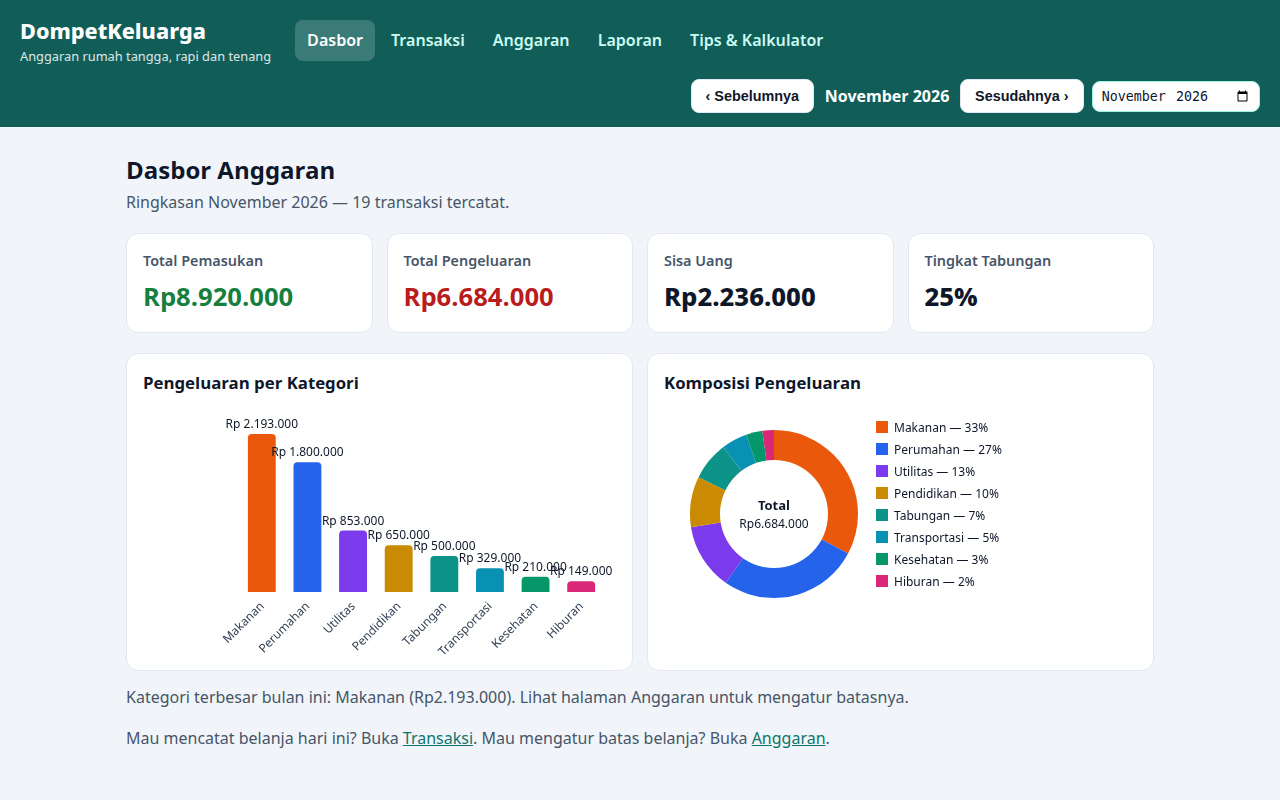 DompetKeluarga
Anggaran rumah tangga, rapi dan tenang
Dasbor
Transaksi
Anggaran
Laporan
Tips & Kalkulator
‹ Sebelumnya
November 2026
Sesudahnya ›
November 2026
Dasbor Anggaran
Ringkasan November 2026 — 19 transaksi tercatat.
Total Pemasukan
Rp8.920.000
Total Pengeluaran
Rp6.684.000
Sisa Uang
Rp2.236.000
Tingkat Tabungan
25%
Pengeluaran per Kategori
Rp 2.193.000
Rp 1.800.000
Rp 853.000
Rp 650.000
Rp 500.000
Rp 329.000
Rp 210.000
Rp 149.000
Makanan
Perumahan
Utilitas
Pendidikan
Tabungan
Transportasi
Kesehatan
Hiburan
Komposisi Pengeluaran
Total
Rp6.684.000
Makanan — 33%
Perumahan — 27%
Utilitas — 13%
Pendidikan — 10%
Tabungan — 7%
Transportasi — 5%
Kesehatan — 3%
Hiburan — 2%
Kategori terbesar bulan ini: Makanan (Rp2.193.000). Lihat halaman Anggaran untuk mengatur batasnya.
Mau mencatat belanja hari ini? Buka Transaksi. Mau mengatur batas belanja? Buka Anggaran.